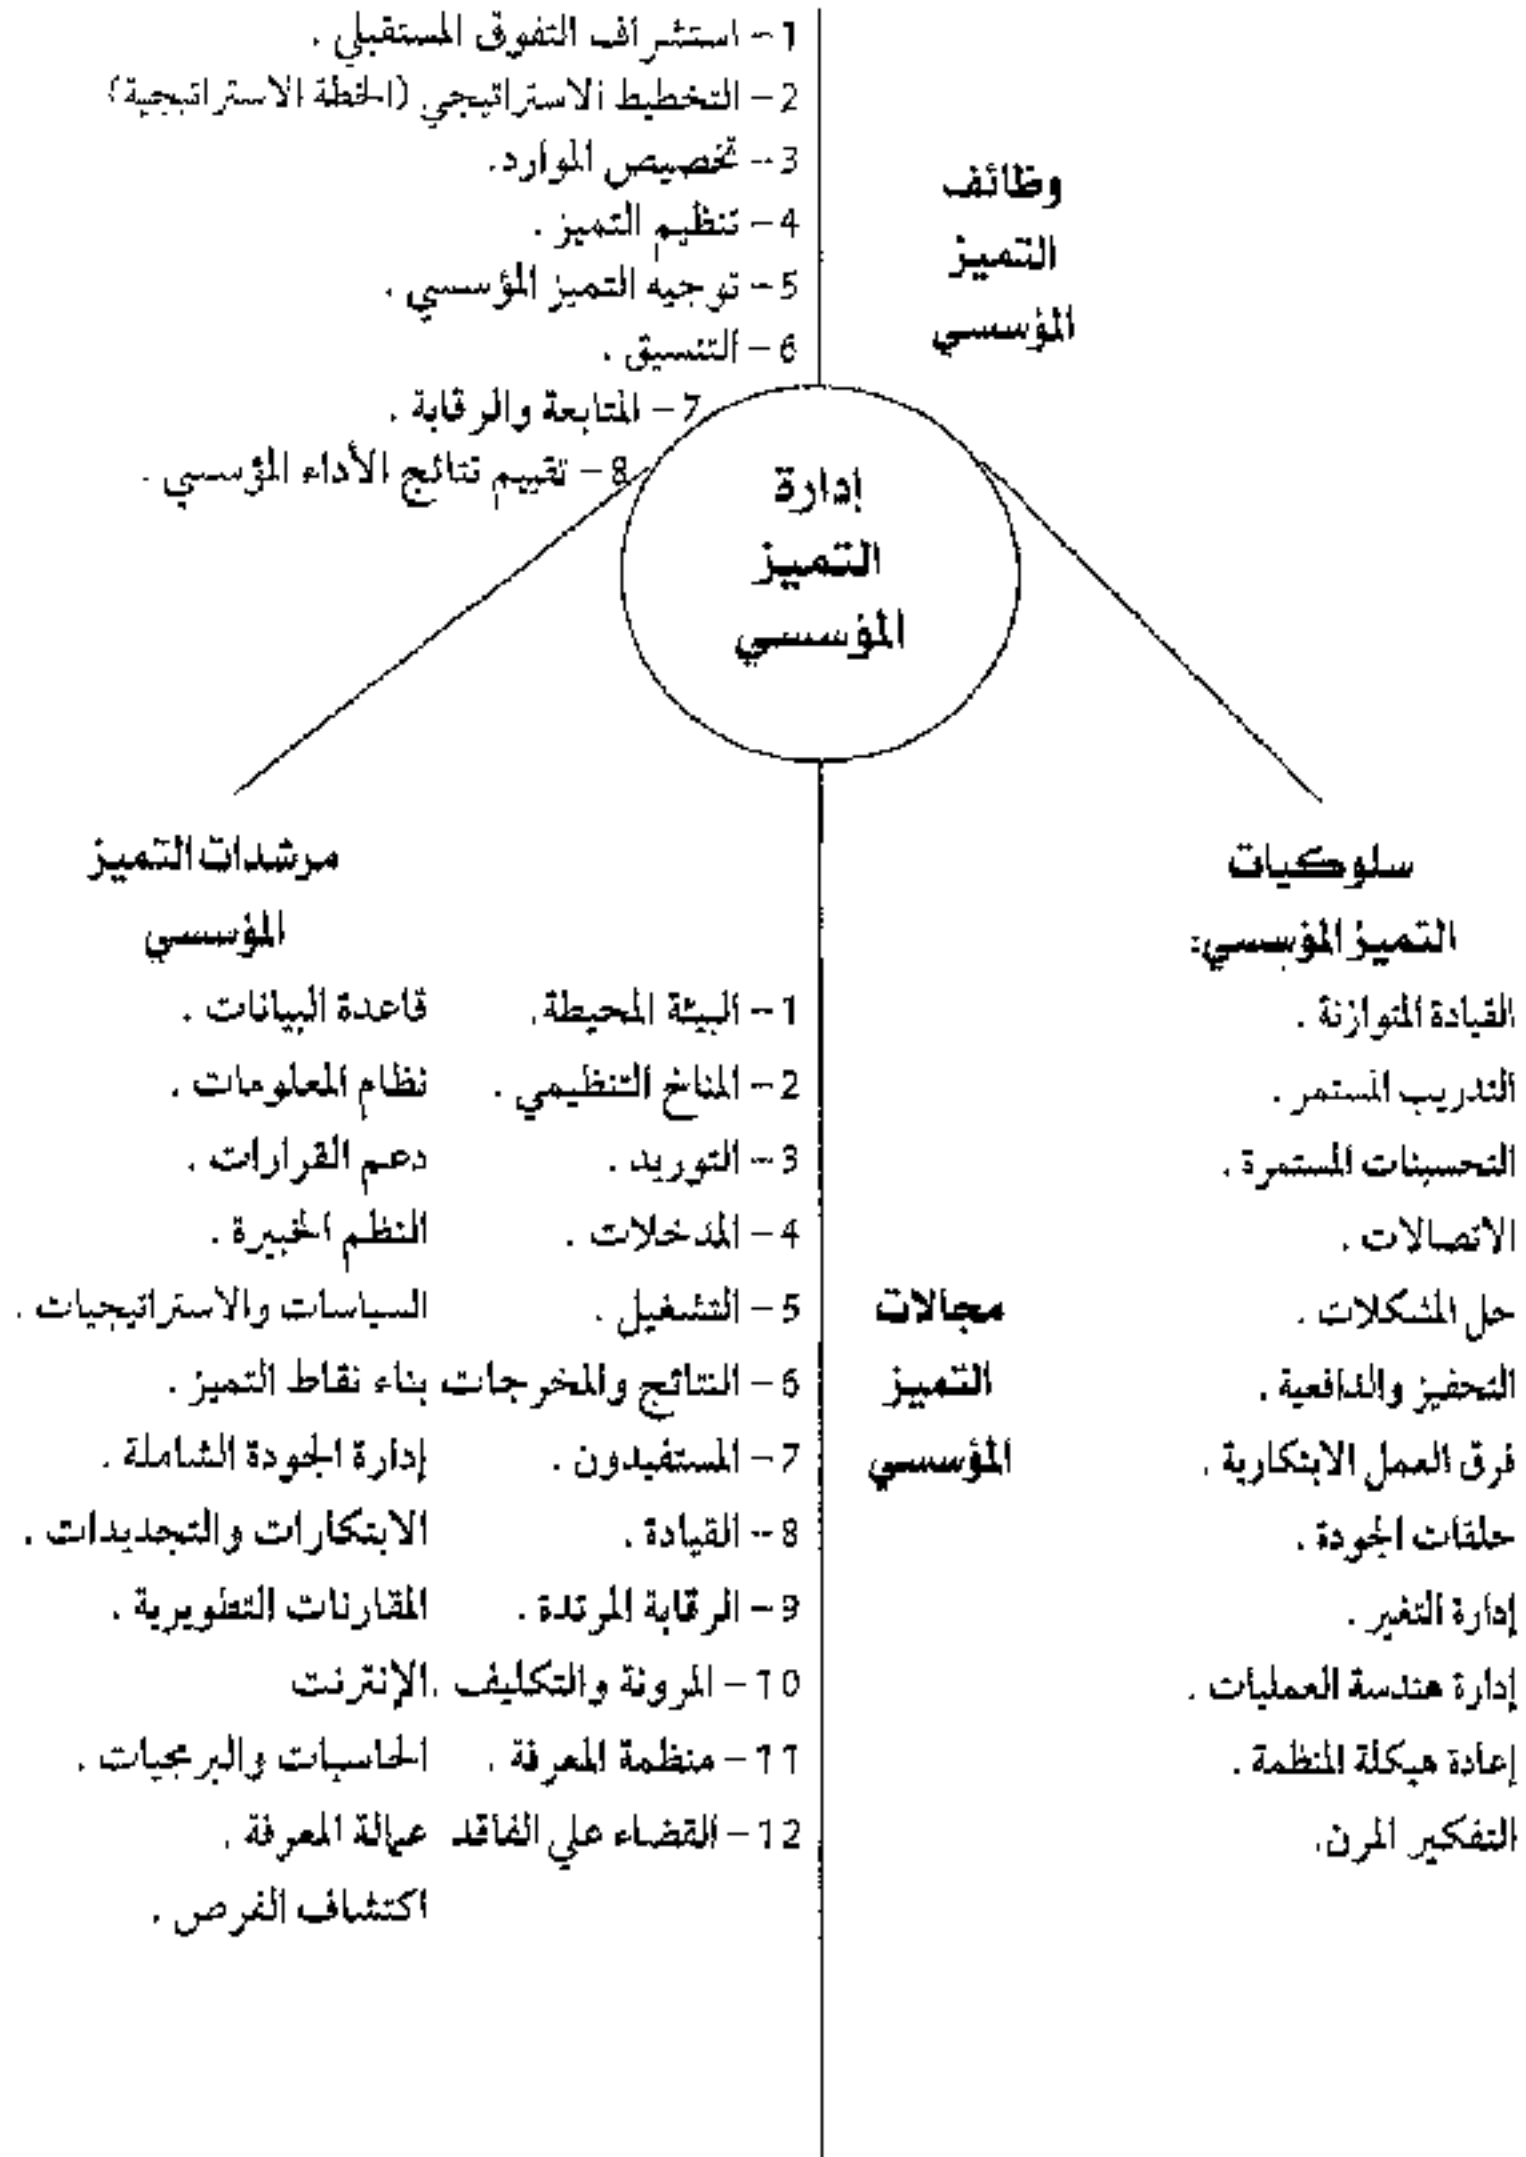 1- استشراف التفوق المستقبلي .
2- التخطيط الاستراتيجي (الخطة الاستراتيجية)
3- تخصيص الموارد.
4- تنظيم التميز .
5- توجيه التميز المؤسسي .
6- التنسيق .
7- المتابعة والرقابة .
8- تقييم نتائج الأداء المؤسسي .
وظائف
التميز
المؤسسي
إدارة
التميز
المؤسسي
سلوكيات
التميز المؤسسي:
القيادة المتوازنة .
التدريب المستمر .
التحسينات المستمرة .
الاتصالات .
حل المشكلات .
التحفيز والدافعية .
فرق العمل الابتكارية .
حلقات الجودة .
إدارة التغير .
إدارة هندسة العمليات .
إعادة هيكلة المنظمة .
التفكير المرن.
مجالات
التميز
المؤسسي
1- البيئة المحيطة.
2- المناخ التنظيمي .
3- التوريد .
4- المدخلات .
5- التشغيل .
6- النتائج والمخرجات
7- المستفيدون .
8- القيادة .
9- الرقابة المرتدة .
10- المرونة والتكليف .
11- منظمة المعرفة .
12- القضاء علي الفاقد
مرشدات التميز
المؤسسي
قاعدة البيانات .
نظام المعلومات .
دعم القرارات .
النظم الخبيرة .
السياسات والاستراتيجيات .
بناء نقاط التميز .
إدارة الجودة الشاملة .
الابتكارات والتجديدات .
المقارنات التطويرية .
الإنترنت
الحاسبات والبرمجيات .
عمالة المعرفة .
اكتشاف الفرص .